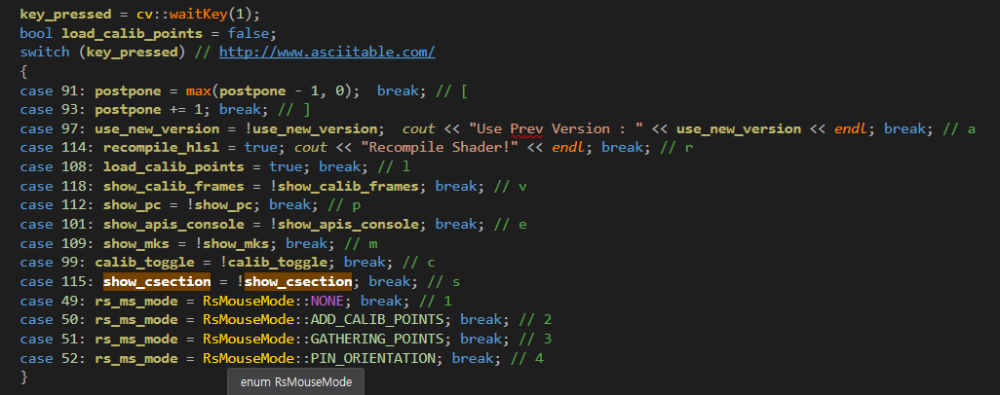 key_pressed = cv::waitKey(1);
bool load_calib_points = false;
switch (key_pressed) // http://www.asciitable.com/
{
case 91: postpone = max(postpone - 1, 0);  break; // [
case 93: postpone += 1; break; // ]
case 97: use_new_version = !use_new_version;  cout << "Use Prev Version : " << use_new_version << endl; break; // a
case 114: recompile_hlsl = true; cout << "Recompile Shader!" << endl; break; // r
case 108: load_calib_points = true; break; // l
case 118: show_calib_frames = !show_calib_frames; break; // v
case 112: show_pc = !show_pc; break; // p
case 101: show_apis_console = !show_apis_console; break; // e
case 109: show_mks = !show_mks; break; // m
case 99: calib_toggle = !calib_toggle; break; // c
case 115: show_csection = !show_csection; break; // s
case 49: rs_ms_mode = RsMouseMode::NONE; break; // 1
case 50: rs_ms_mode = RsMouseMode::ADD_CALIB_POINTS; break; // 2
case 51: rs_ms_mode = RsMouseMode::GATHERING_POINTS; break; // 3
case 52: rs_ms_mode = RsMouseMode::PIN_ORIENTATION; break; // 4
}
enum RsMouseMode